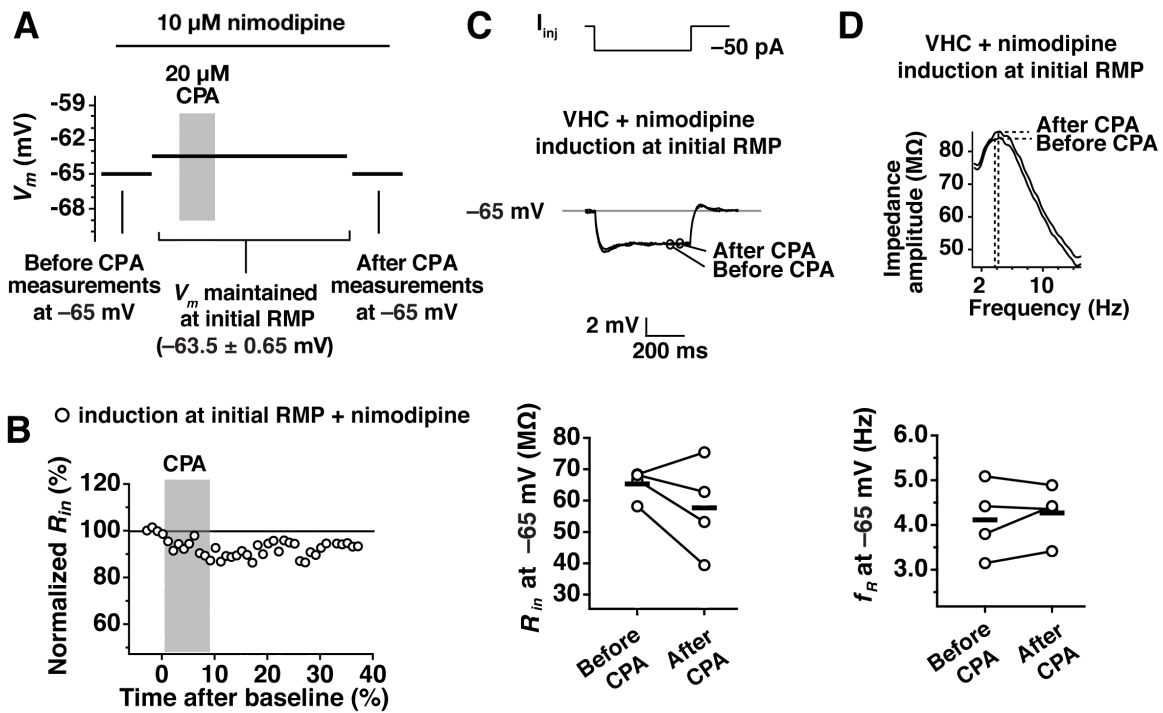 A
10 µM nimodipine
20 µM
CPA
-59
-62
-65
-68
V_m (mV)
Before CPA
measurements
at –65 mV
V_m maintained
at initial RMP
(–63.5 ± 0.65 mV)
After CPA
measurements
at –65 mV
B
induction at initial RMP + nimodipine
CPA
120
100
80
60
Normalized R_in (%)
0 10 20 30 40
Time after baseline (%)
C
I_inj
–50 pA
VHC + nimodipine
induction at initial RMP
–65 mV
After CPA
Before CPA
2 mV
200 ms
80
70
60
50
40
30
R_in at –65 mV (MΩ)
Before
CPA
After
CPA
D
VHC + nimodipine
induction at initial RMP
After CPA
Before CPA
80
70
60
50
Impedance
amplitude (MΩ)
2 10
Frequency (Hz)
6.0
5.0
4.0
3.0
f_R at –65 mV (Hz)
Before
CPA
After
CPA